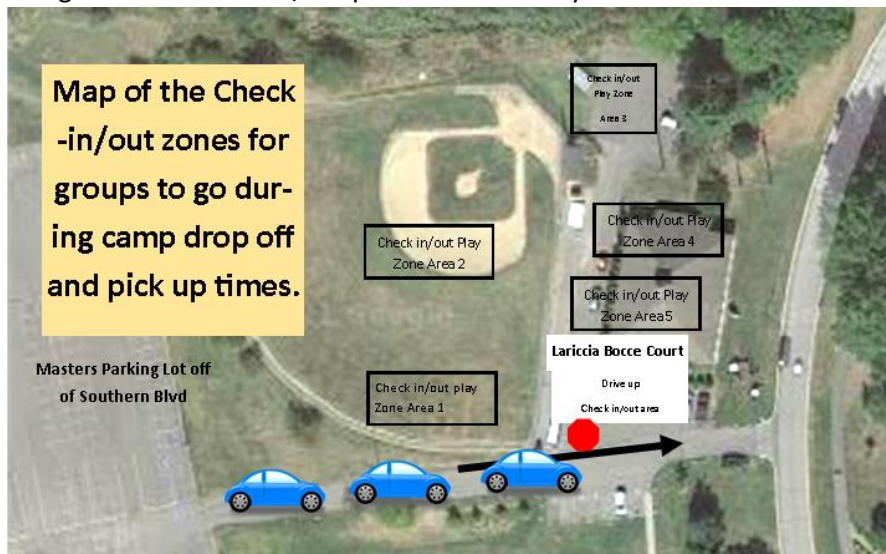 Map of the Check
-in/out zones for
groups to go dur-
ing camp drop off
and pick up times.
Masters Parking Lot off
of Southern Blvd
Check in/out
Play Zone
Area 3
Check in/out Play
Zone Area 2
Check in/out Play
Zone Area 4
Check in/out Play
Zone Area 5
Check in/out play
Zone Area 1
Lariccia Bocce Court
Drive up
Check in/out area